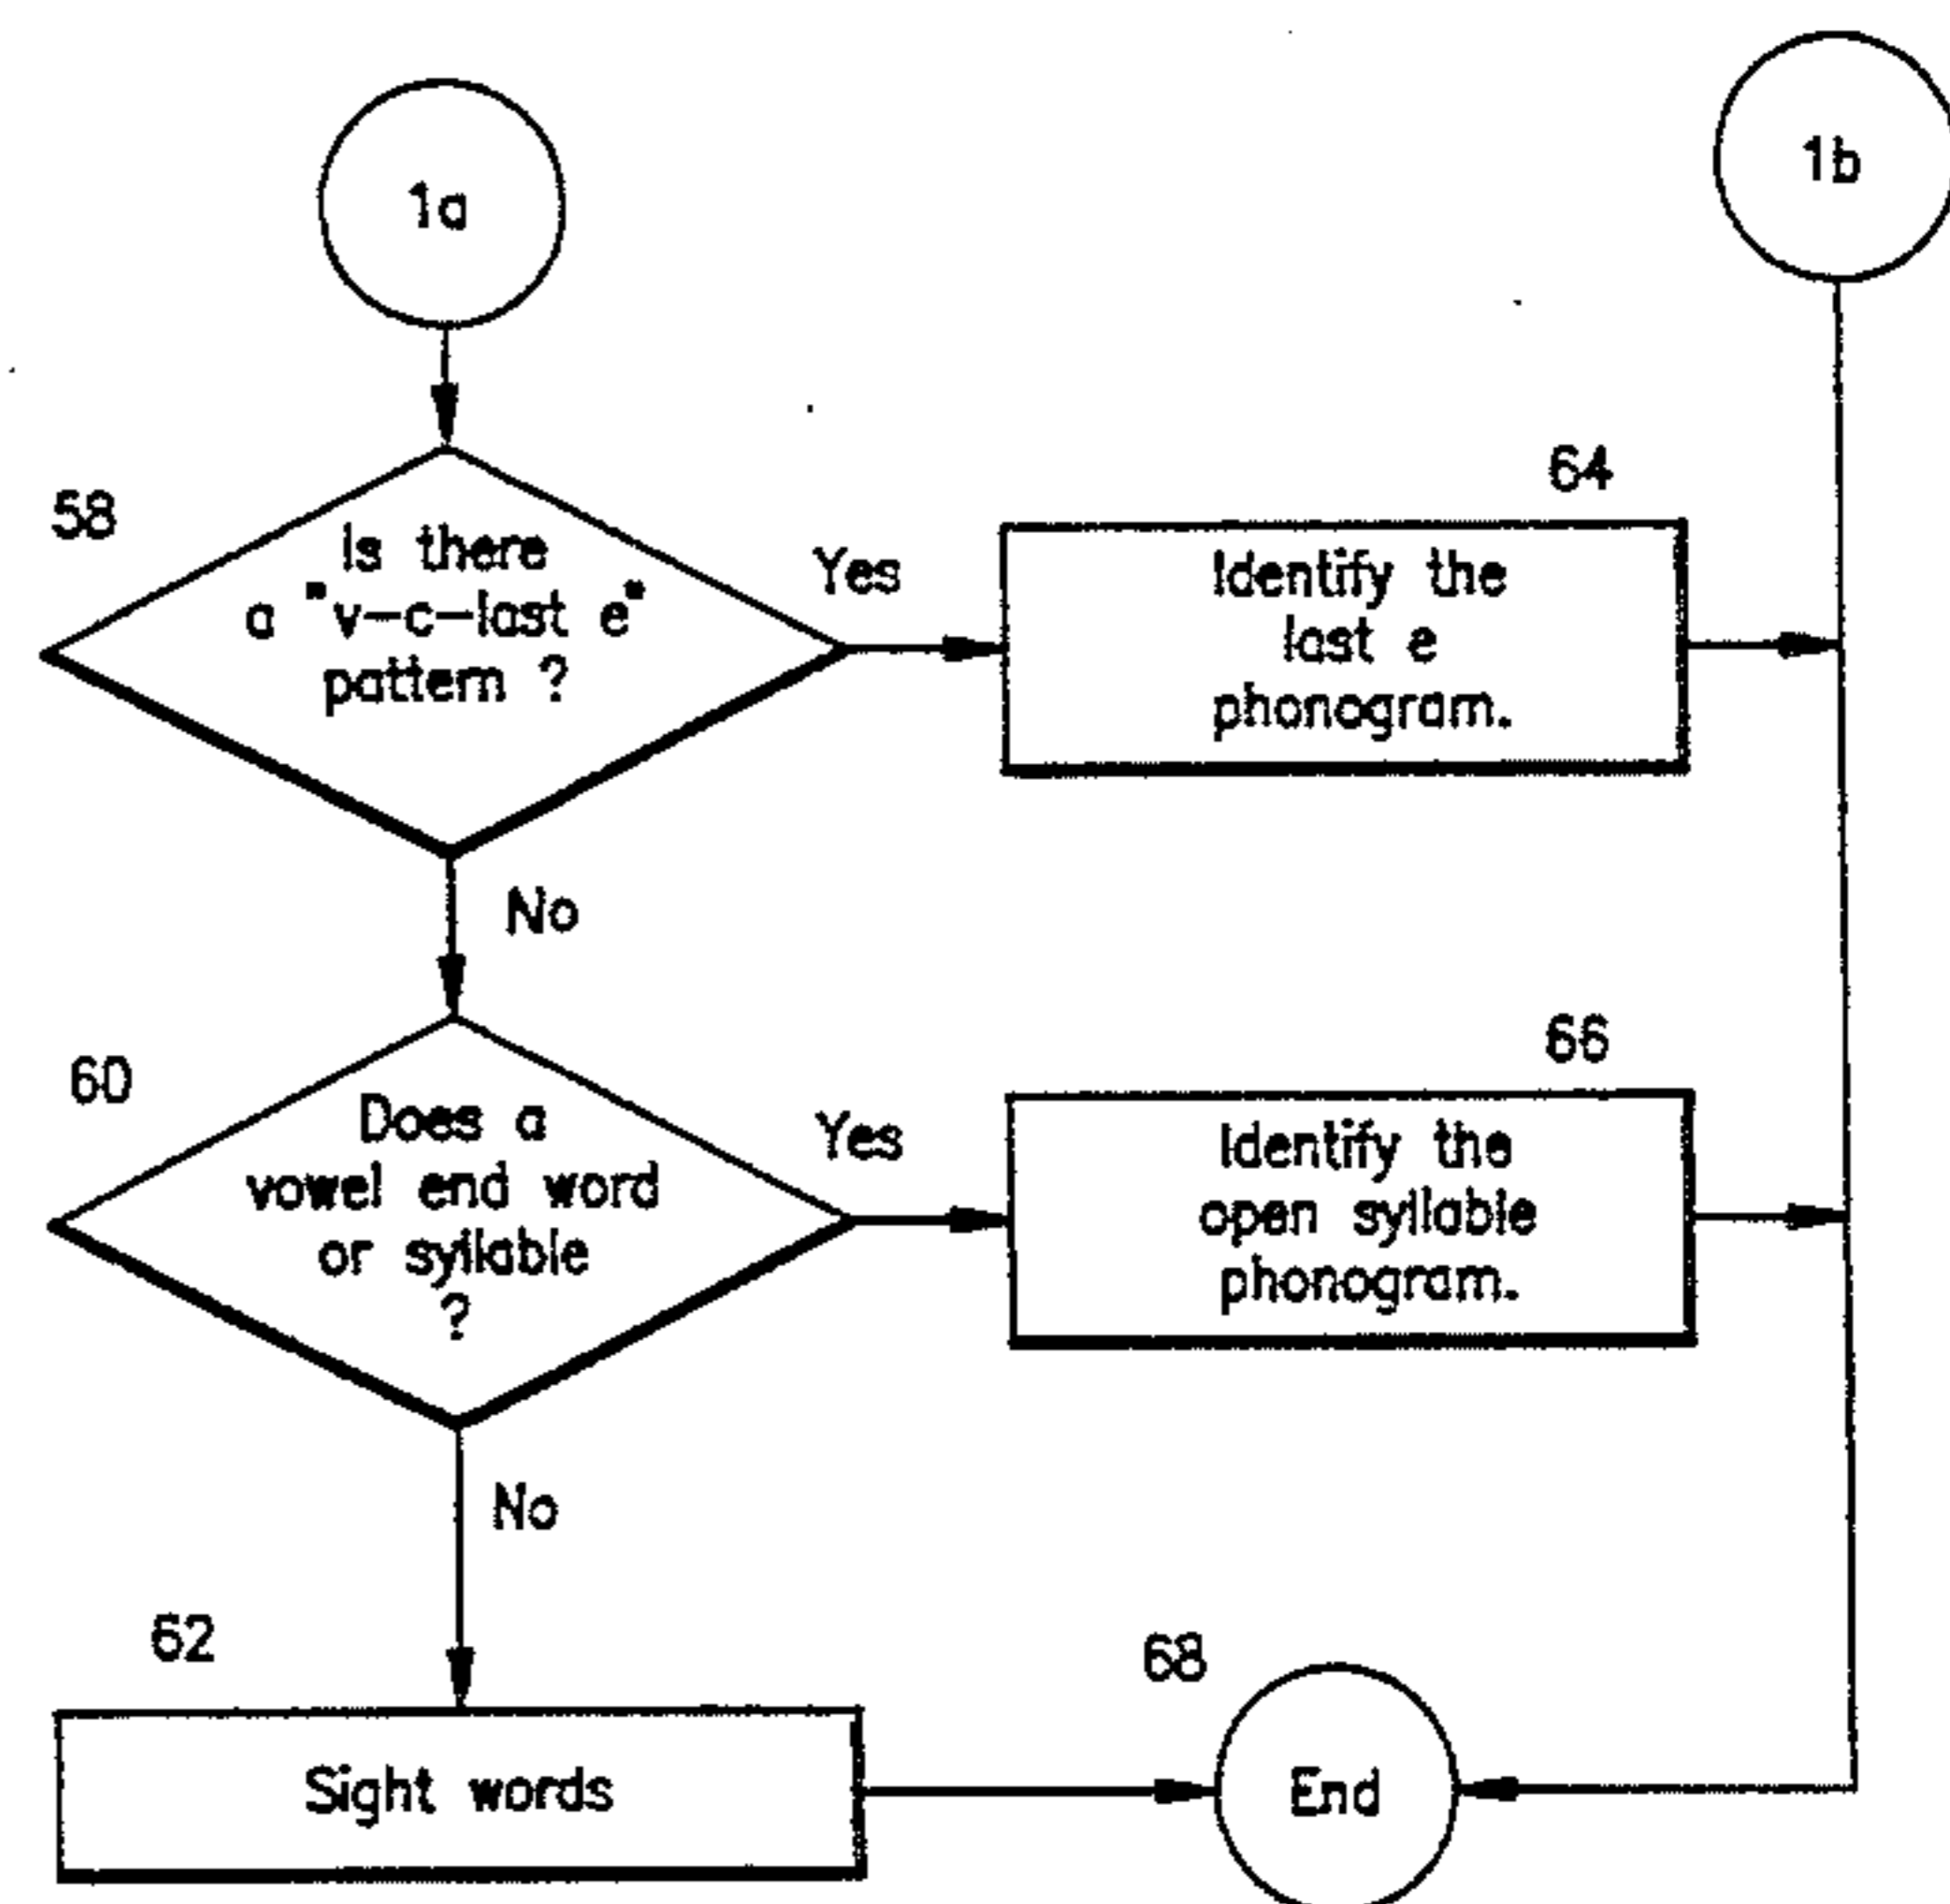 1a
1b
58
Is there
a "v-c-last e"
pattern ?
Yes
64
Identify the
last e
phonogram.
No
60
Does a
vowel end word
or syllable
?
Yes
66
Identify the
open syllable
phonogram.
No
62
Sight words
68
End